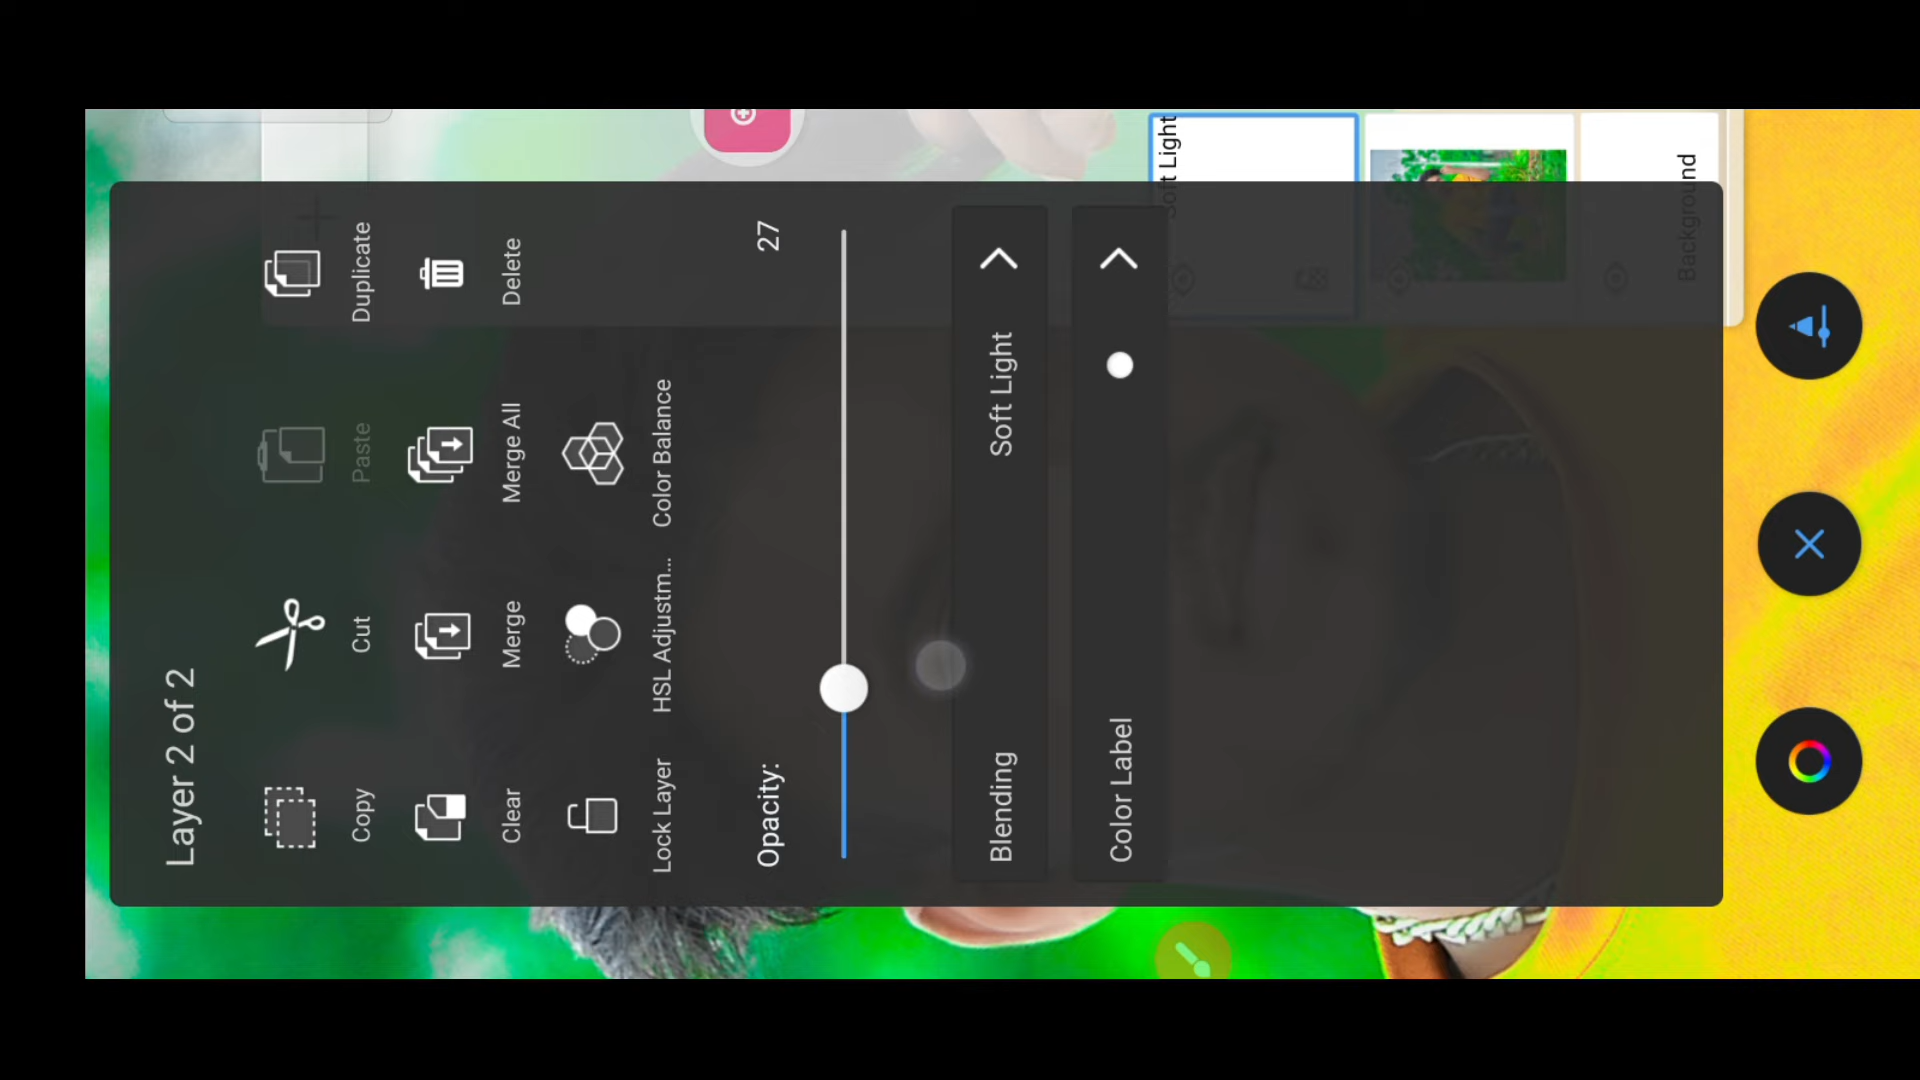 Layer 2 of 2
Copy
Cut
Paste
Duplicate
Clear
Merge
Merge All
Delete
Lock Layer
HSL Adjustm...
Color Balance
Opacity:
27
Blending
Soft Light
Color Label
Soft Light
Background